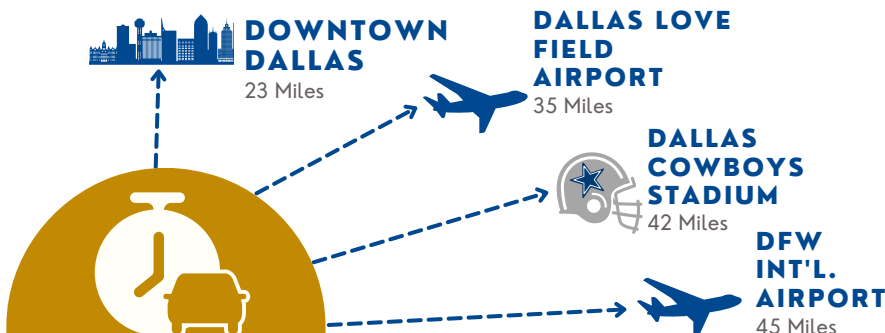 DOWNTOWN
DALLAS
23 Miles
DALLAS LOVE
FIELD
AIRPORT
35 Miles
DALLAS
COWBOYS
STADIUM
42 Miles
DFW
INT'L.
AIRPORT
45 Miles